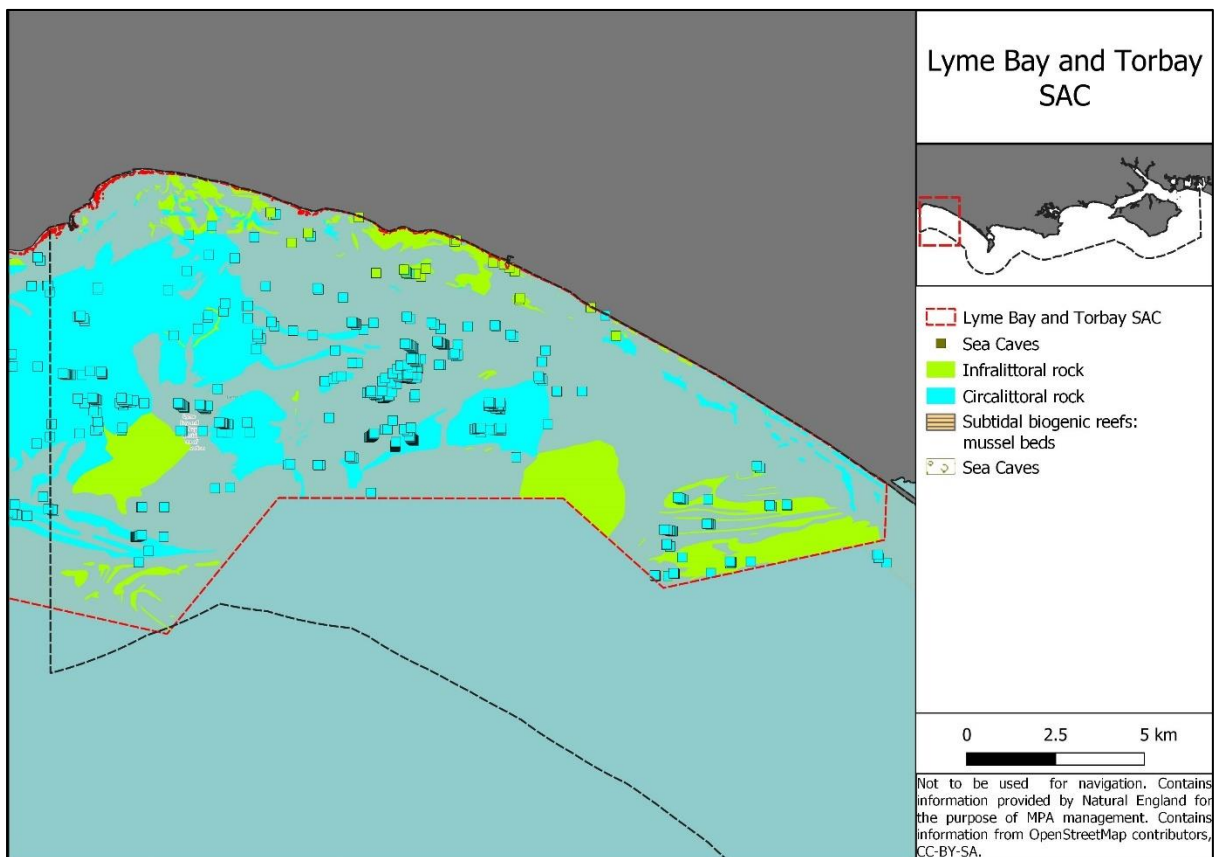 Lyme Bay and Torbay
SAC
Lyme Bay and Torbay SAC
Sea Caves
Infralittoral rock
Circalittoral rock
Subtidal biogenic reefs:
mussel beds
Sea Caves
0 2.5 5 km
Not to be used for navigation. Contains
information provided by Natural England for
the purpose of MPA management. Contains
information from OpenStreetMap contributors,
CC-BY-SA.